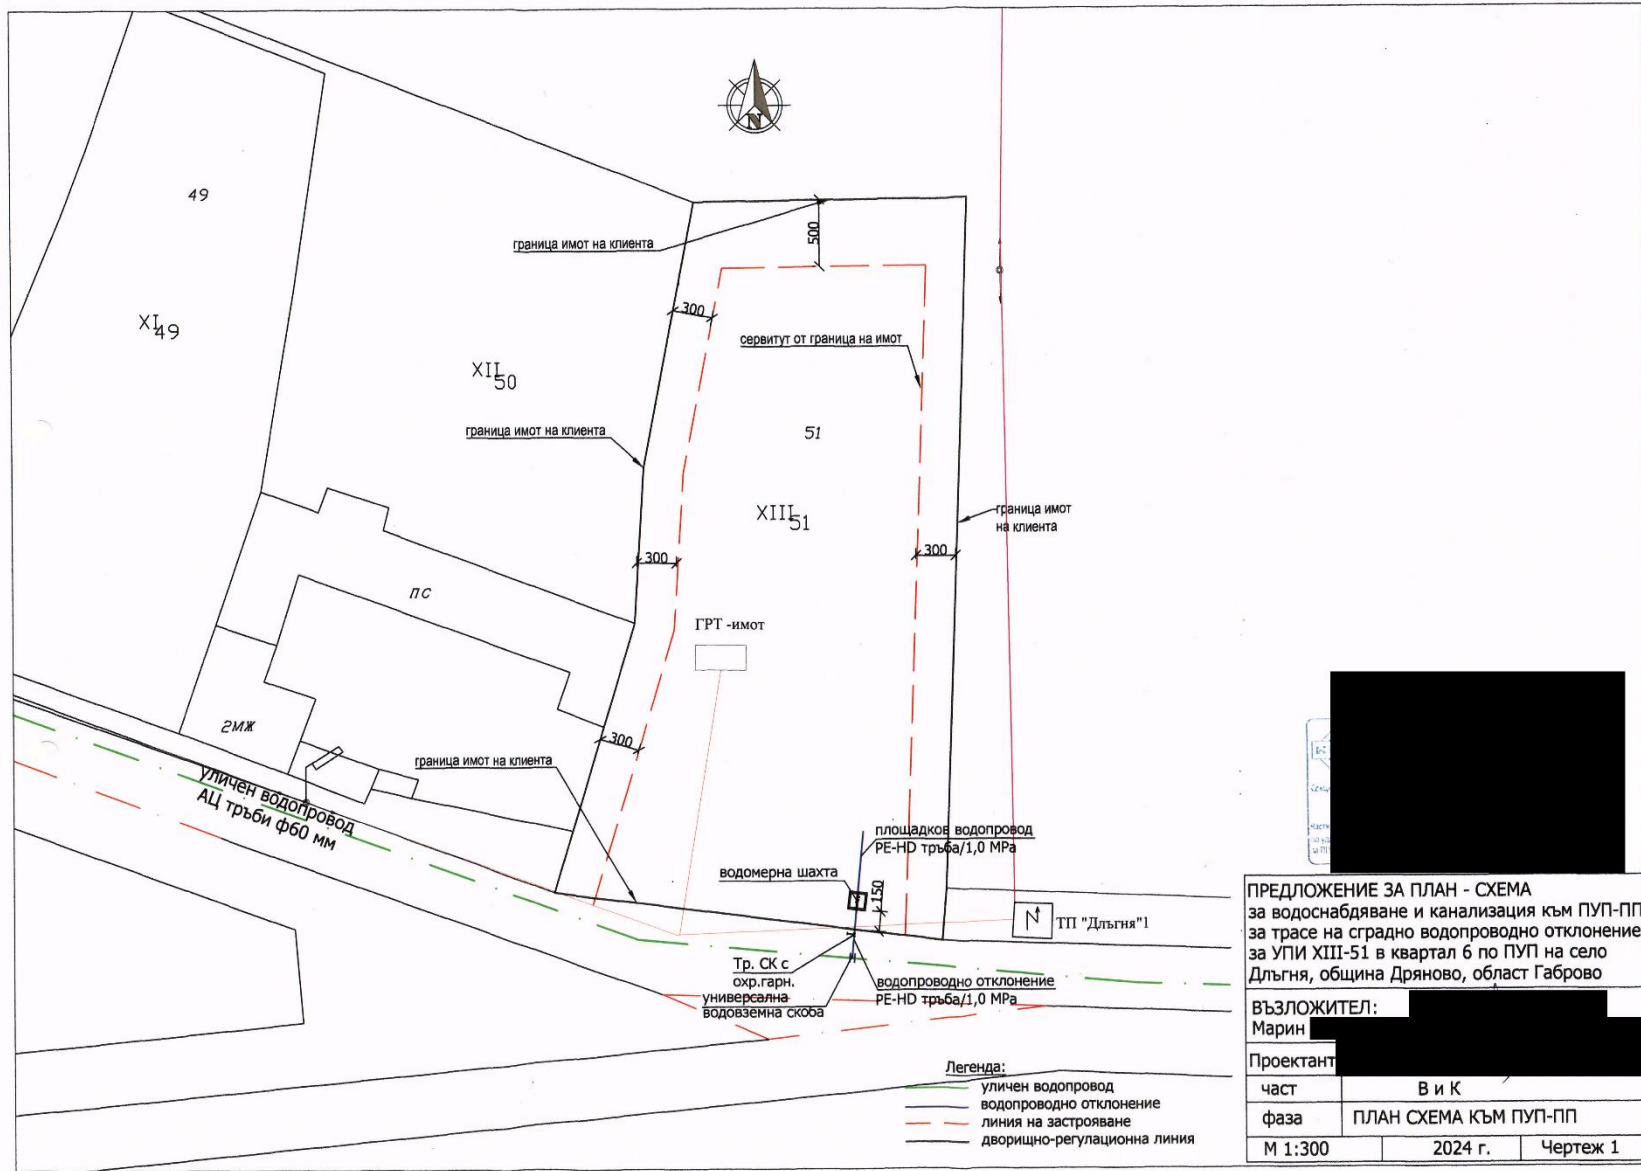 N
49
XI 49
XII 50
граница имот на клиента
500
300
сервитут от граница на имот
граница имот на клиента
51
XIII 51
граница имот
на клиента
300
300
пс
ГРТ -имот
2МЖ
300
граница имот на клиента
уличен водопровод
АЦ тръби ф60 мм
площадков водопровод
PE-HD тръба/1,0 MPa
водомерна шахта
150
ТП "Длъгня"1
Тр. СК с
охр.гарн.
универсална
водовземна скоба
водопроводно отклонение
PE-HD тръба/1,0 MPa
Легенда:
уличен водопровод
водопроводно отклонение
линия на застрояване
дворищно-регулационна линия
ПРЕДЛОЖЕНИЕ ЗА ПЛАН - СХЕМА
за водоснабдяване и канализация към ПУП-ПП
за трасе на сградно водопроводно отклонение
за УПИ XIII-51 в квартал 6 по ПУП на село
Длъгня, община Дряново, област Габрово
ВЪЗЛОЖИТЕЛ:
Марин
Проектант
част В и К
фаза ПЛАН СХЕМА КЪМ ПУП-ПП
М 1:300 2024 г. Чертеж 1